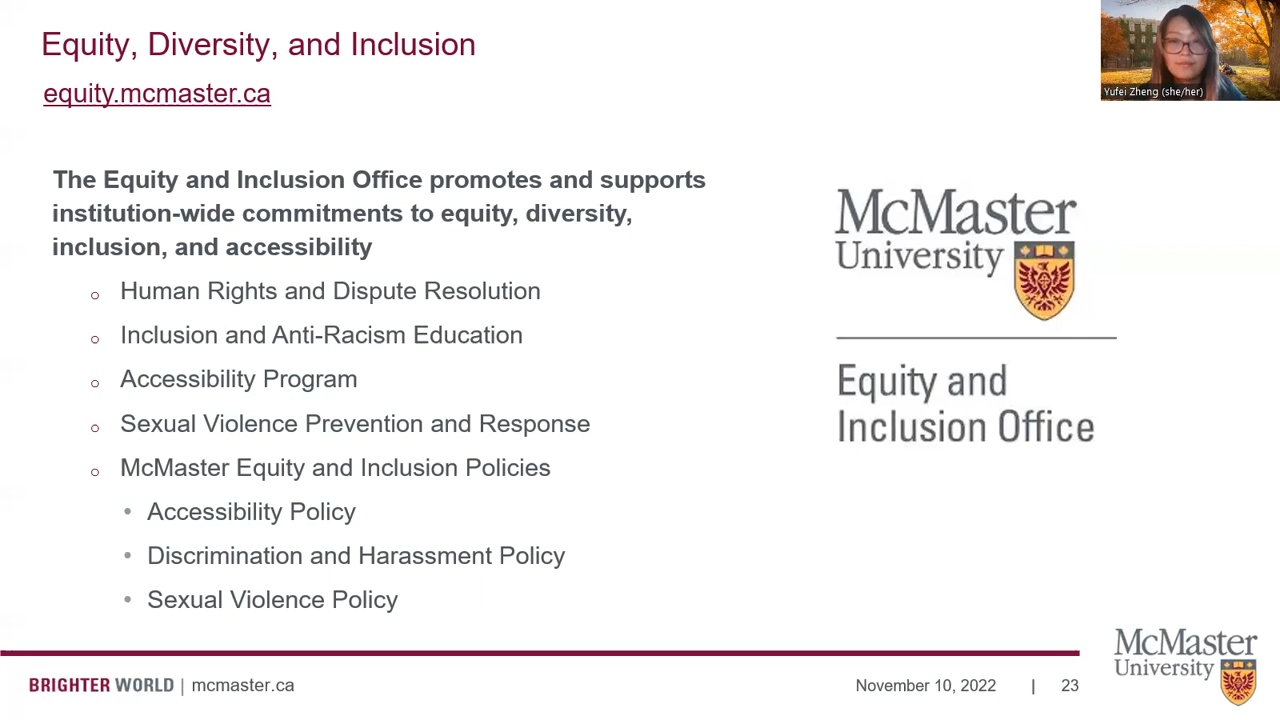 Equity, Diversity, and Inclusion
equity.mcmaster.ca
Yufei Zheng (she/her)
The Equity and Inclusion Office promotes and supports
institution-wide commitments to equity, diversity,
inclusion, and accessibility
o Human Rights and Dispute Resolution
o Inclusion and Anti-Racism Education
o Accessibility Program
o Sexual Violence Prevention and Response
o McMaster Equity and Inclusion Policies
• Accessibility Policy
• Discrimination and Harassment Policy
• Sexual Violence Policy
McMaster
University
Equity and
Inclusion Office
BRIGHTER WORLD | mcmaster.ca
November 10, 2022 | 23
McMaster
University